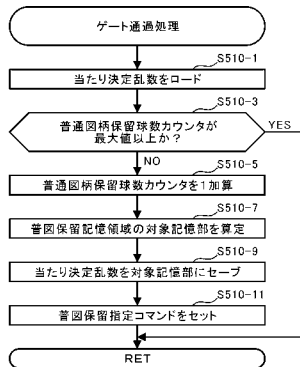 ゲート通過処理
S510-1
当たり決定乱数をロード
S510-3
普通図柄保留球数カウンタが
最大値以上か？
YES
NO
S510-5
普通図柄保留球数カウンタを1加算
S510-7
普図保留記憶領域の対象記憶部を算定
S510-9
当たり決定乱数を対象記憶部にセーブ
S510-11
普図保留指定コマンドをセット
RET